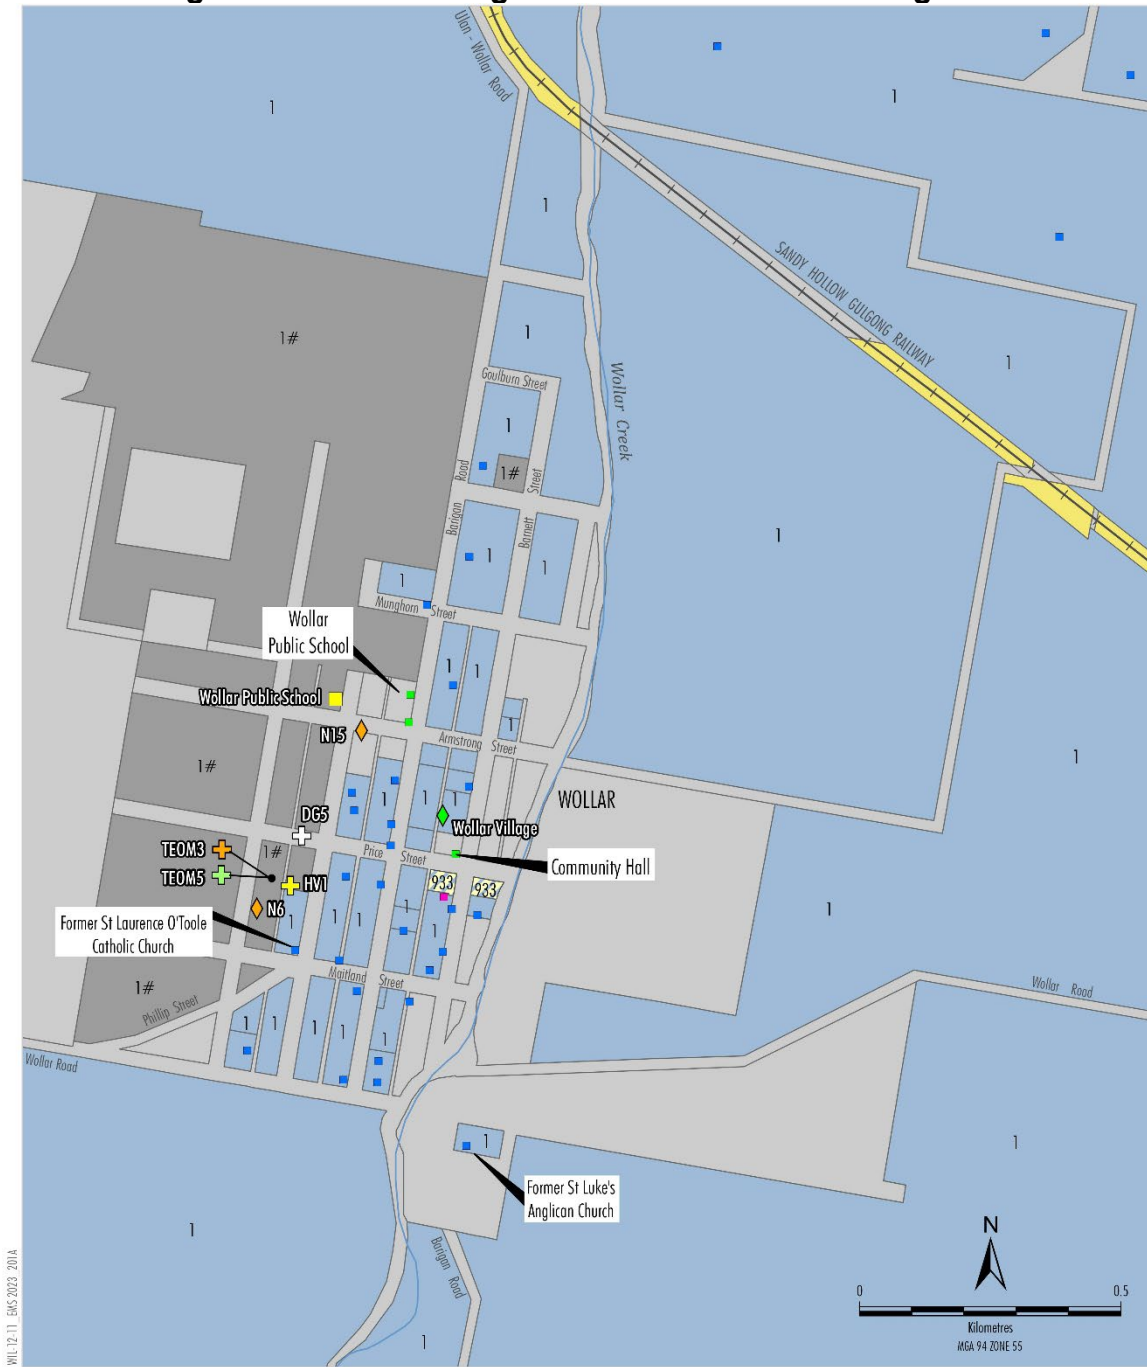 Ulan - Wollar Road
1
1
1
SANDY HOLLOW GULGONG RAILWAY
1#
1
1
Goulburn Street
Wollar Creek
1
1#
Barigan Road
Barnett Street
1
1
1
1
Munghorn Street
Wollar
Public School
1
1
Wollar Public School
N15
1
Armstrong Street
1
1#
1
1
1
WOLLAR
DG5
Wollar Village
TEOM3
1#
Price Street
Community Hall
TEOM5
HV1
933
933
N6
1
1
1
1
1
1
Former St Laurence O'Toole
Catholic Church
Maitland Street
1#
Phillip Street
Wollar Road
1
1
1
1
1
Wollar Road
1
1
Former St Luke's
Anglican Church
1
Barigan Road
1
N
0
0.5
Kilometres
MGA 94 ZONE 55
WIL-12-11_EMS 2023_201A